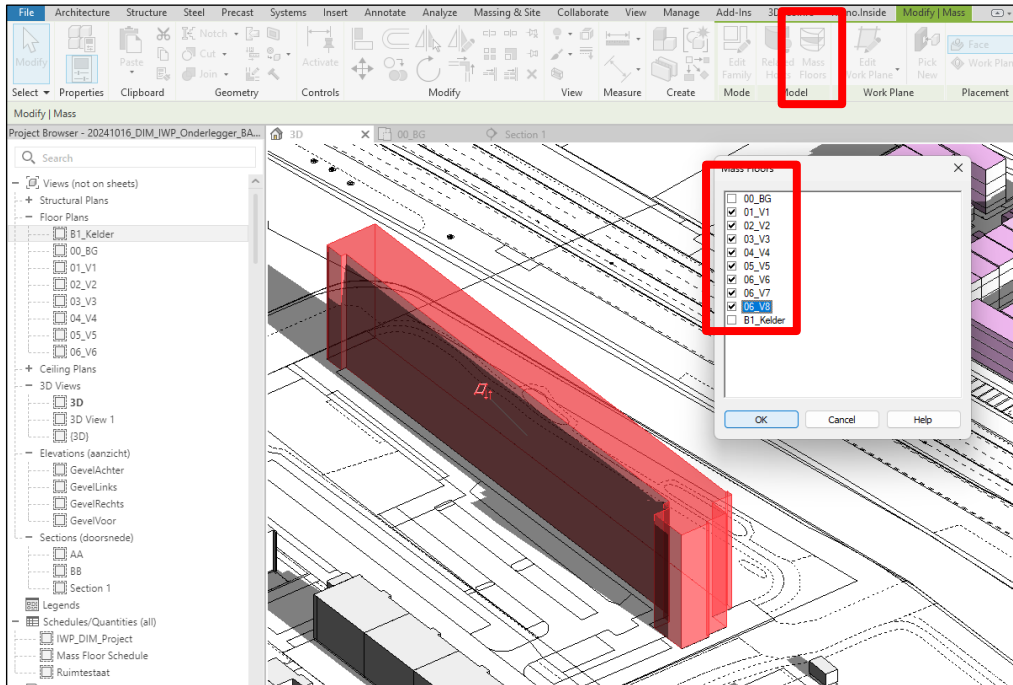 File Architecture Structure Steel Precast Systems Insert Annotate Analyze Massing & Site Collaborate View Manage Add-Ins Modify | Mass
Notch
Cut
Join
Modify
Paste
Activate
Edit Family
Mass Floors
Edit
Work Plane
Pick New
Face
Work Plan
Select Properties Clipboard Geometry Controls Modify View Measure Create Mode Model Work Plane Placement
Modify | Mass
Project Browser - 20241016_DIM_IWP_Onderlegger_BA...
3D
00_BG
Section 1
Search
Views (not on sheets)
Structural Plans
Floor Plans
B1_Kelder
00_BG
01_V1
02_V2
03_V3
04_V4
05_V5
06_V6
Ceiling Plans
3D Views
3D
3D View 1
(3D)
Elevations (aanzicht)
GevelAchter
GevelLinks
GevelRechts
GevelVoor
Sections (doorsnede)
AA
BB
Section 1
Legends
Schedules/Quantities (all)
IWP_DIM_Project
Mass Floor Schedule
Ruimtestaat
Mass Floors
00_BG
01_V1
02_V2
03_V3
04_V4
05_V5
06_V6
06_V7
06_V8
B1_Kelder
OK Cancel Help